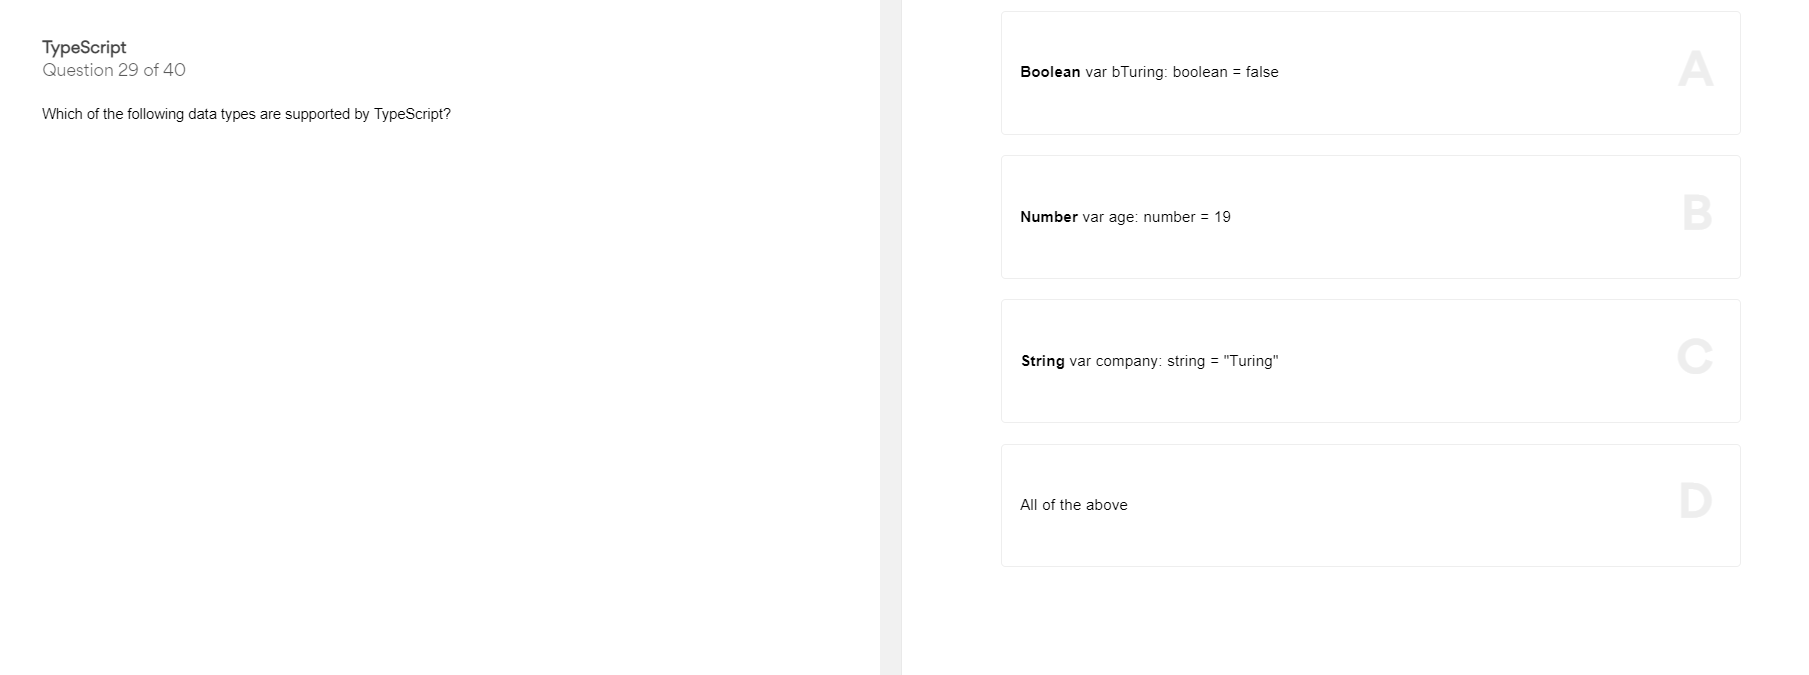 TypeScript
Question 29 of 40
Which of the following data types are supported by TypeScript?
Boolean var bTuring: boolean = false
A
Number var age: number = 19
B
String var company: string = "Turing"
C
All of the above
D